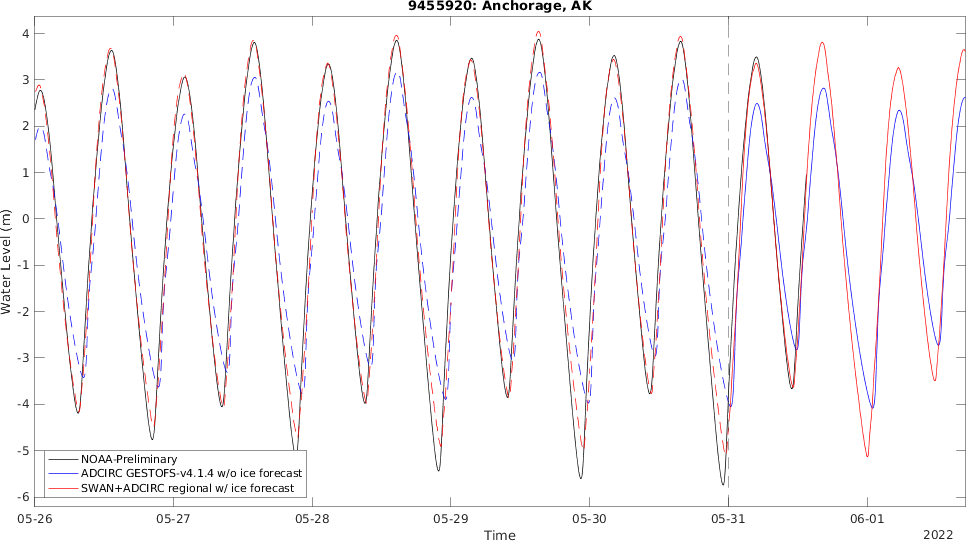 9455920: Anchorage, AK
Water Level (m)
4
3
2
1
0
-1
-2
-3
-4
-5
-6
NOAA-Preliminary
ADCIRC GESTOFS-v4.1.4 w/o ice forecast
SWAN+ADCIRC regional w/ ice forecast
05-26 05-27 05-28 05-29 05-30 05-31 06-01
Time
2022